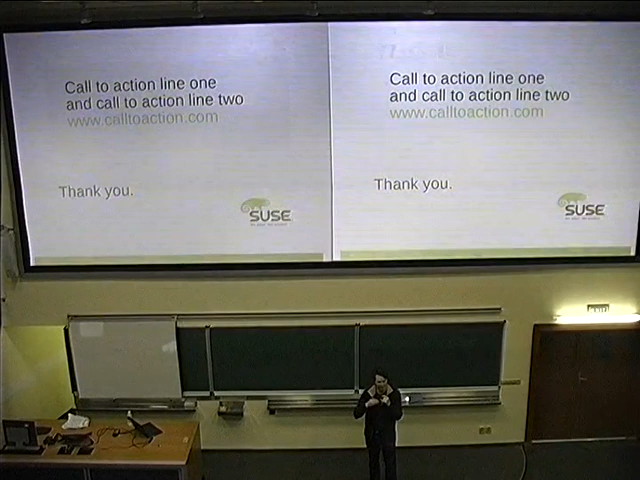 Call to action line one
and call to action line two
www.calltoaction.com
Thank you.
SUSE
Call to action line one
and call to action line two
www.calltoaction.com
Thank you.
SUSE